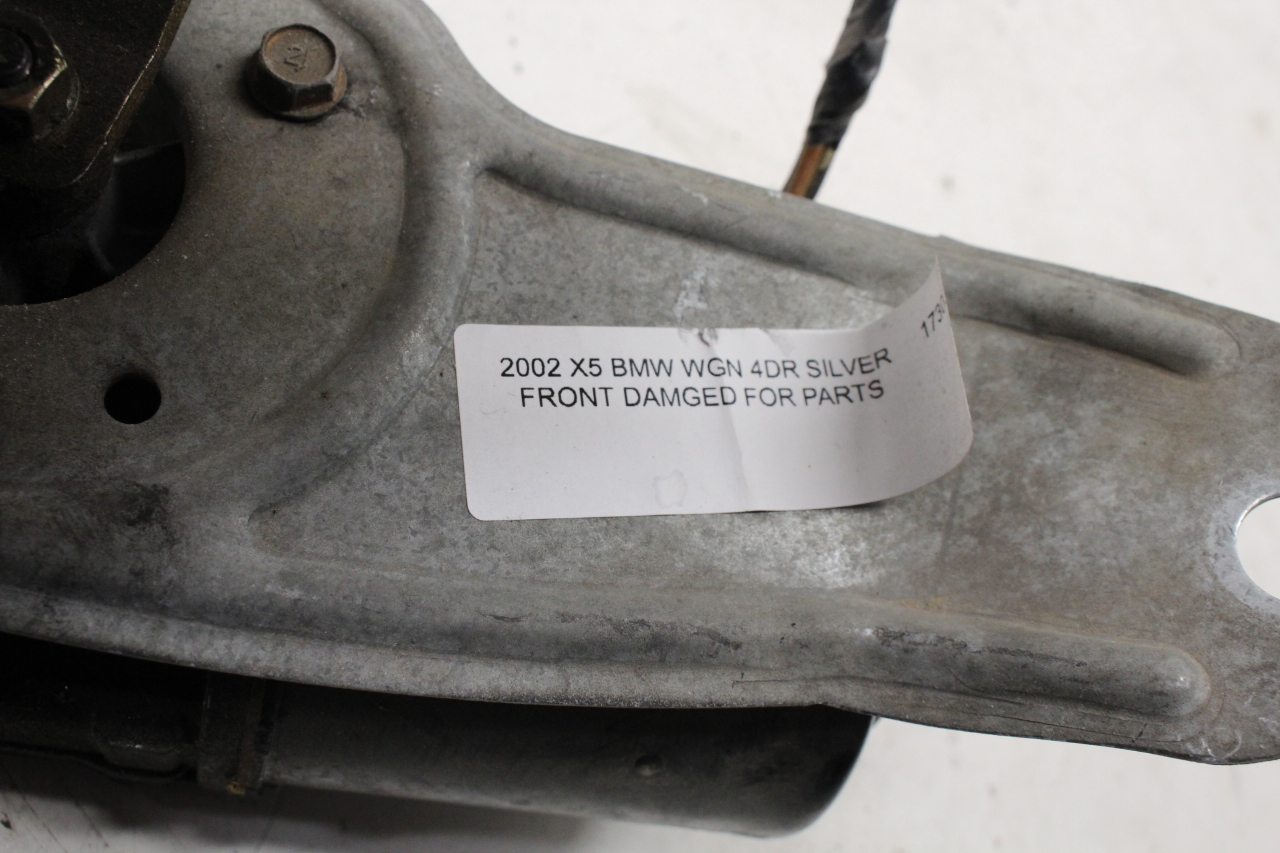 2002 X5 BMW WGN 4DR SILVER
FRONT DAMGED FOR PARTS